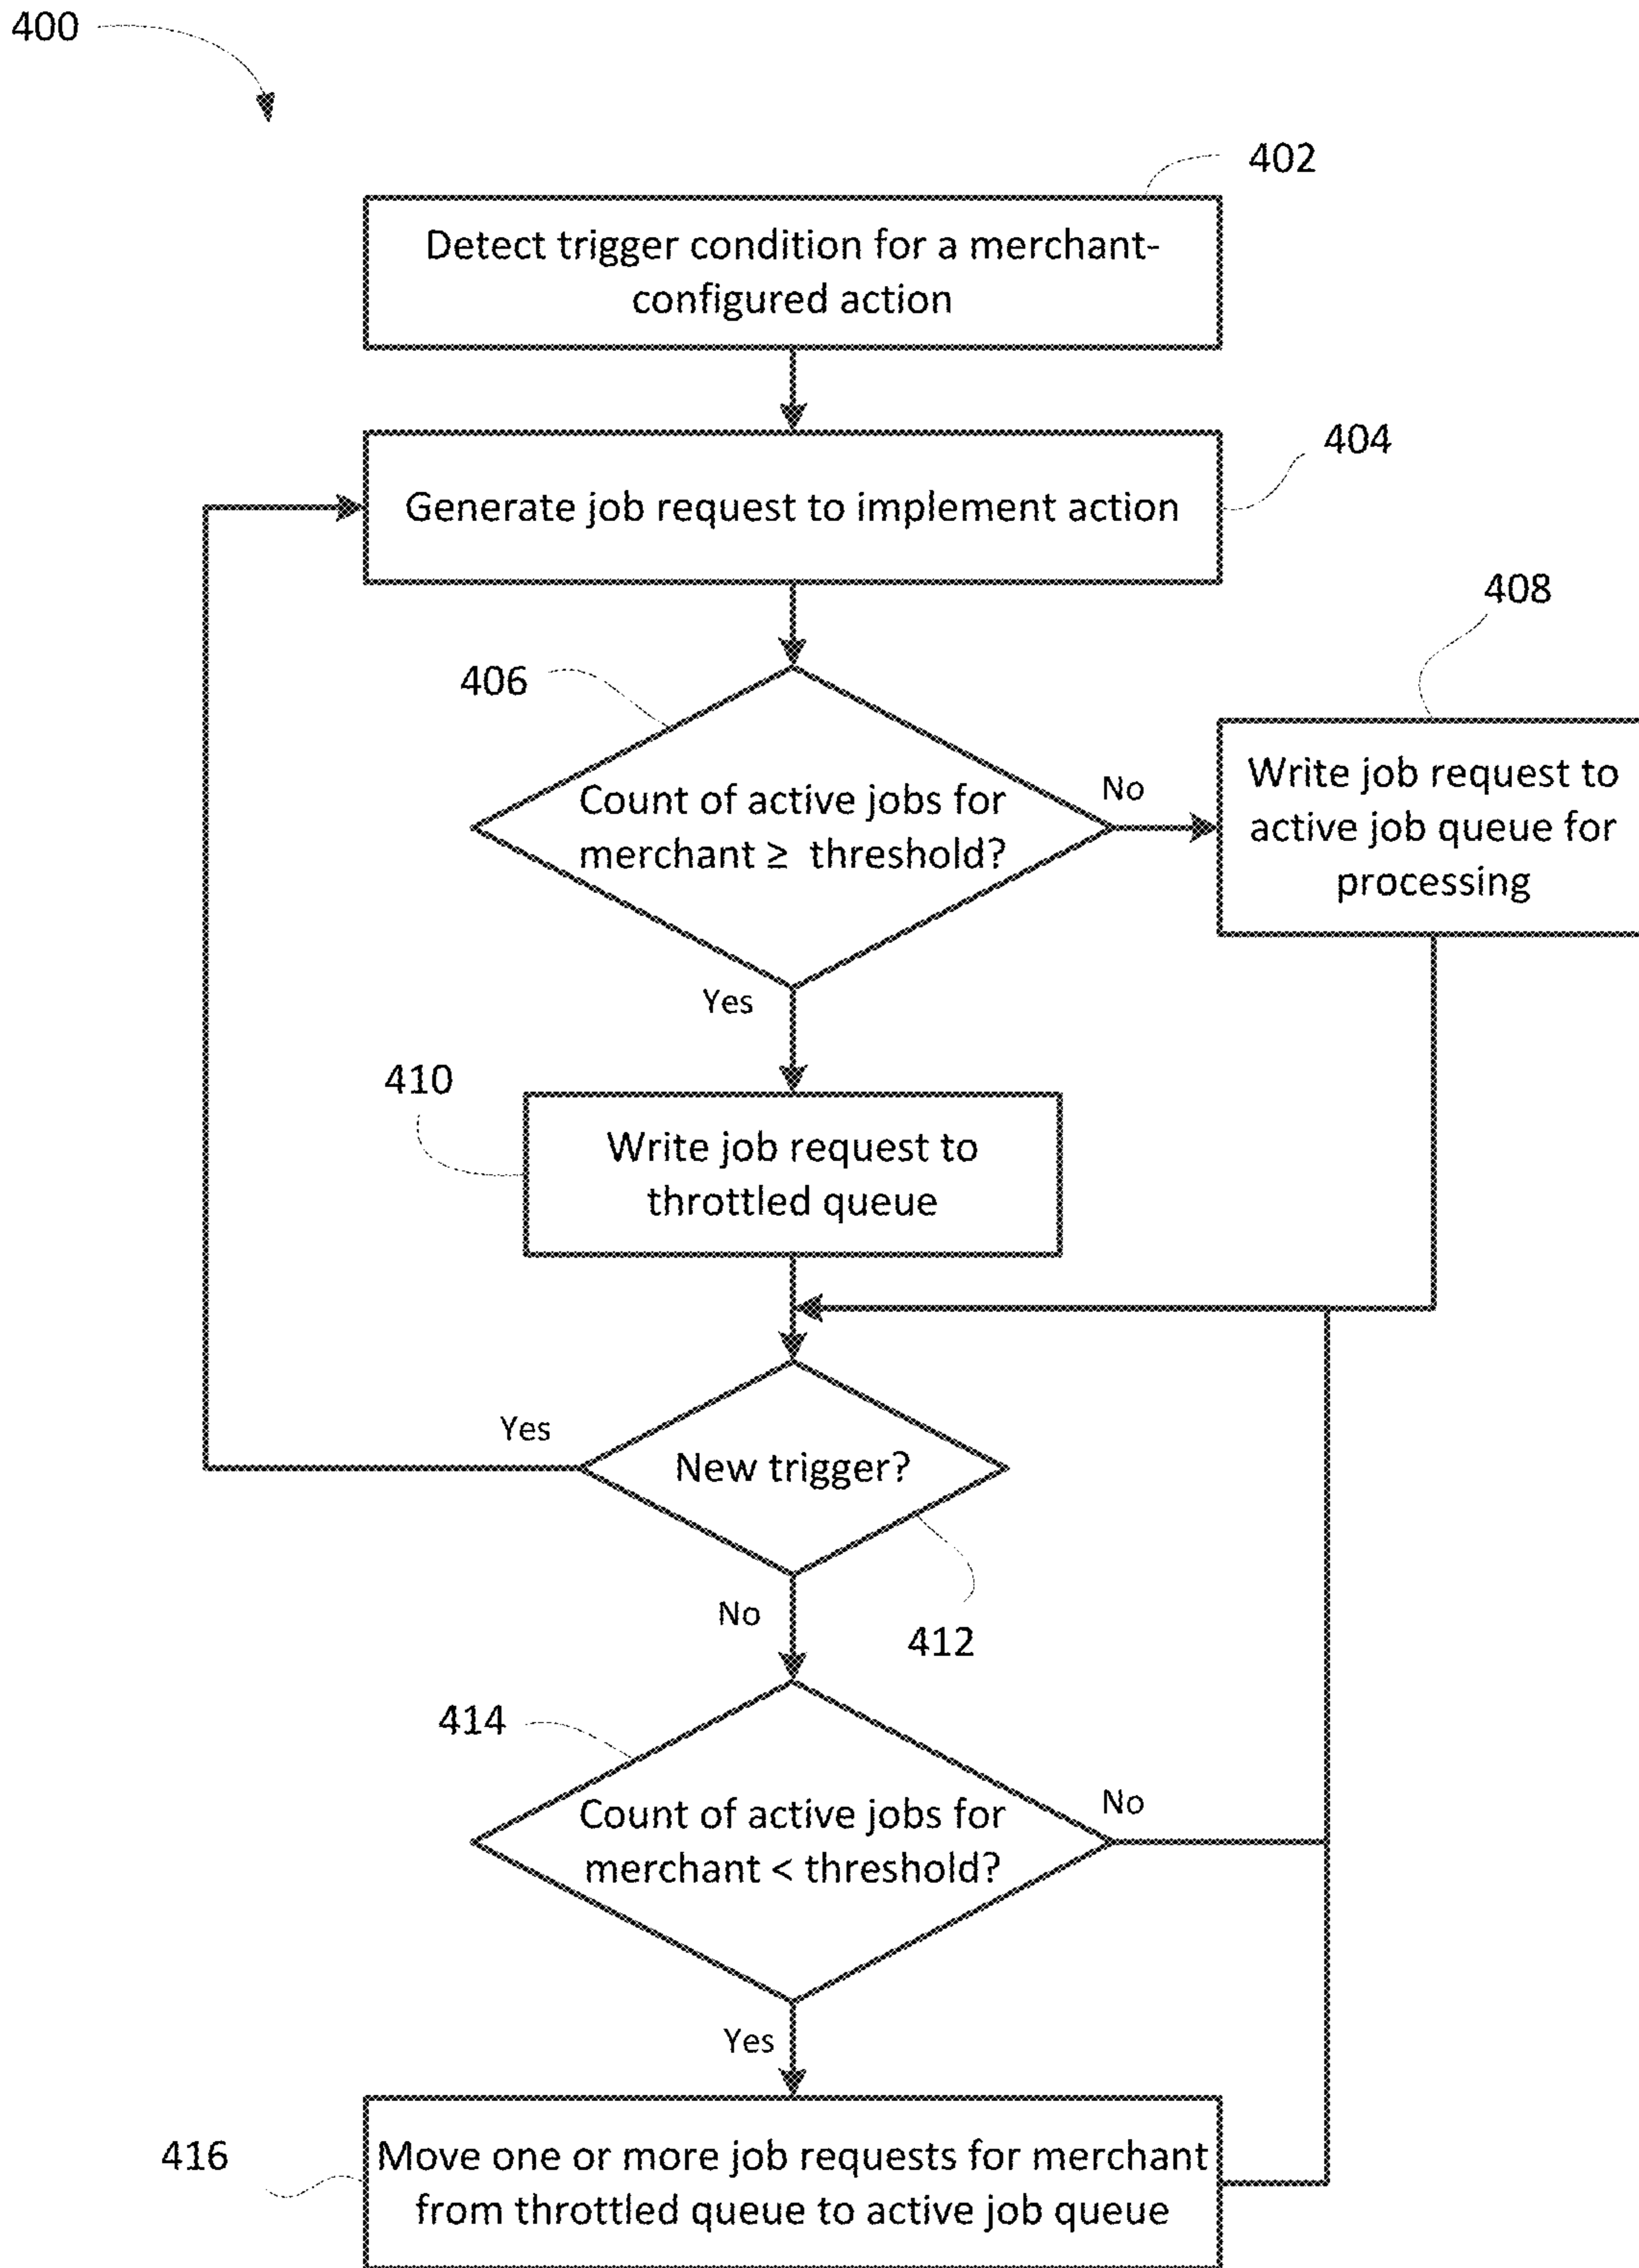 400
402
Detect trigger condition for a merchant-
configured action
404
Generate job request to implement action
408
406
Count of active jobs for
merchant ≥ threshold?
No
Write job request to
active job queue for
processing
Yes
410
Write job request to
throttled queue
Yes
New trigger?
No
412
414
Count of active jobs for
merchant < threshold?
No
Yes
416
Move one or more job requests for merchant
from throttled queue to active job queue